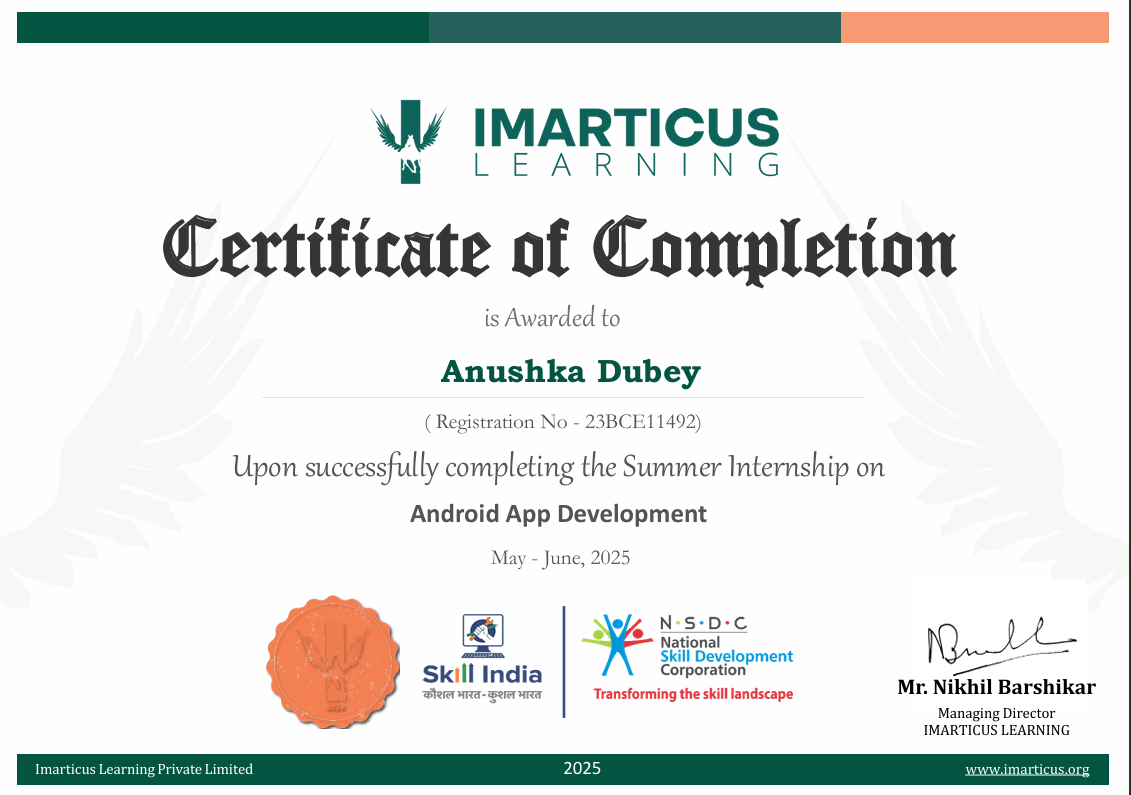 IMARTICUS
LEARNING
Certificate of Completion
is Awarded to
Anushka Dubey
( Registration No - 23BCE11492)
Upon successfully completing the Summer Internship on
Android App Development
May - June, 2025
Skill India
कौशल भारत - कुशल भारत
N·S·D·C
National
Skill Development
Corporation
Transforming the skill landscape
Mr. Nikhil Barshikar
Managing Director
IMARTICUS LEARNING
Imarticus Learning Private Limited
2025
www.imarticus.org